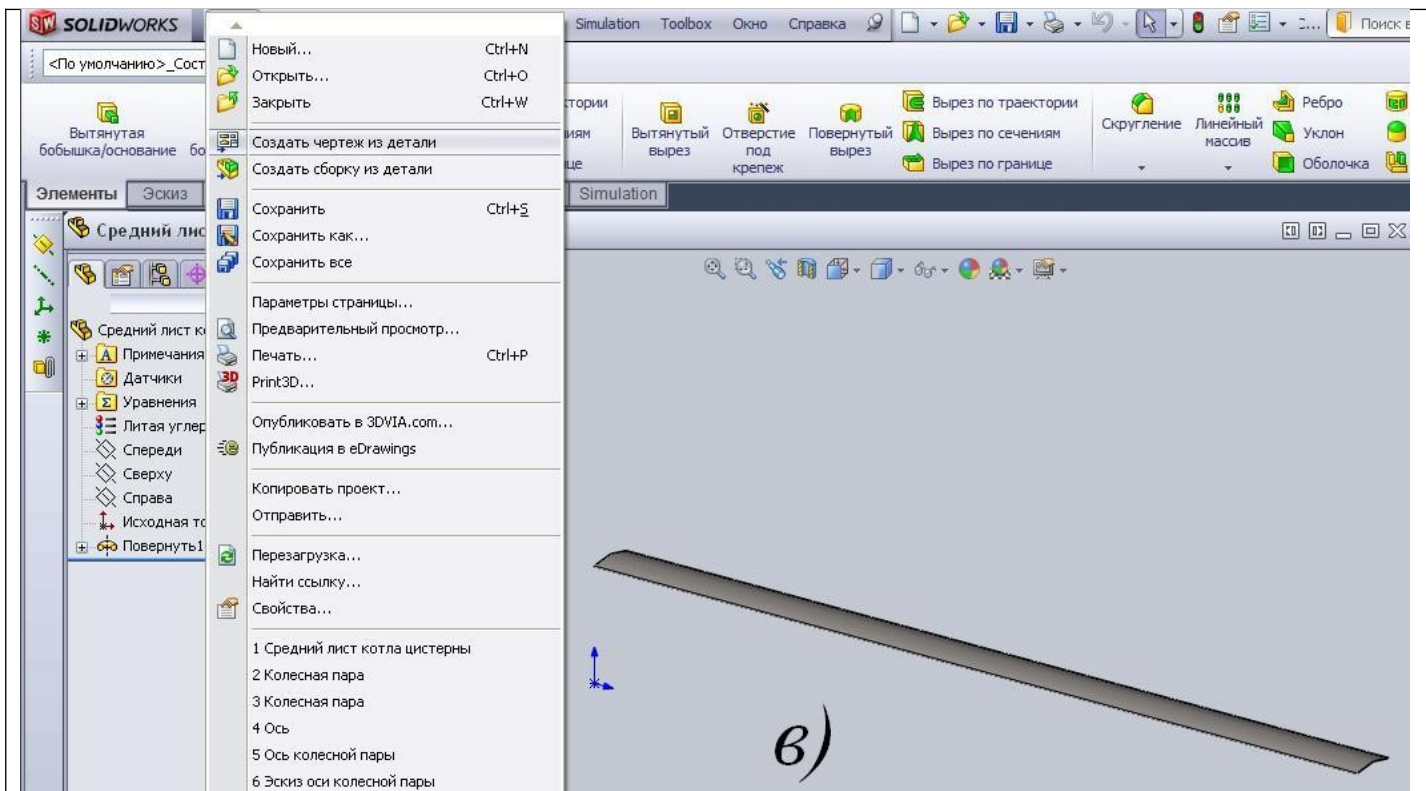 SOLIDWORKS
Simulation Toolbox Окно Справка
Поиск в
<По умолчанию>_Сост
Новый... Ctrl+N
Открыть... Ctrl+O
Закрыть Ctrl+W
Создать чертеж из детали
Создать сборку из детали
Сохранить Ctrl+S
Сохранить как...
Сохранить все
Параметры страницы...
Предварительный просмотр...
Печать... Ctrl+P
Print3D...
Опубликовать в 3DVIA.com...
Публикация в eDrawings
Копировать проект...
Отправить...
Перезагрузка...
Найти ссылку...
Свойства...
1 Средний лист котла цистерны
2 Колесная пара
3 Колесная пара
4 Ось
5 Ось колесной пары
6 Эскиз оси колесной пары
Вытянутая
бобышка/основание бо
ктории
иям
це
Вытянутый
вырез
Отверстие
под
крепеж
Повернутый
вырез
Вырез по траектории
Вырез по сечениям
Вырез по границе
Скругление
Линейный
массив
Ребро
Уклон
Оболочка
Элементы Эскиз
Simulation
Средний лис
Средний лист к
Примечания
Датчики
Уравнения
Литая углер
Спереди
Сверху
Справа
Исходная то
Повернуть1
в)